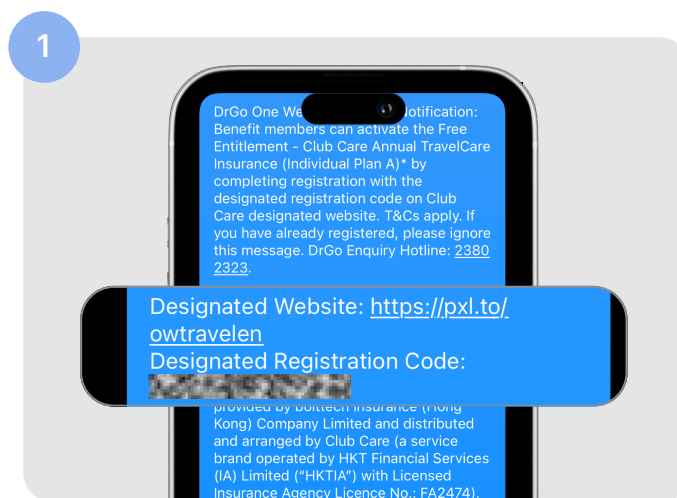 1
DrGo One We otification:
Benefit members can activate the Free
Entitlement - Club Care Annual TravelCare
Insurance (Individual Plan A)* by
completing registration with the
designated registration code on Club
Care designated website. T&Cs apply. If
you have already registered, please ignore
this message. DrGo Enquiry Hotline: 2380
2323.
Designated Website: https://pxl.to/
owtravelen
Designated Registration Code:
provided by bolttech Insurance (Hong
Kong) Company Limited and distributed
and arranged by Club Care (a service
brand operated by HKT Financial Services
(IA) Limited (“HKTIA”) with Licensed
Insurance Agency Licence No.: FA2474).